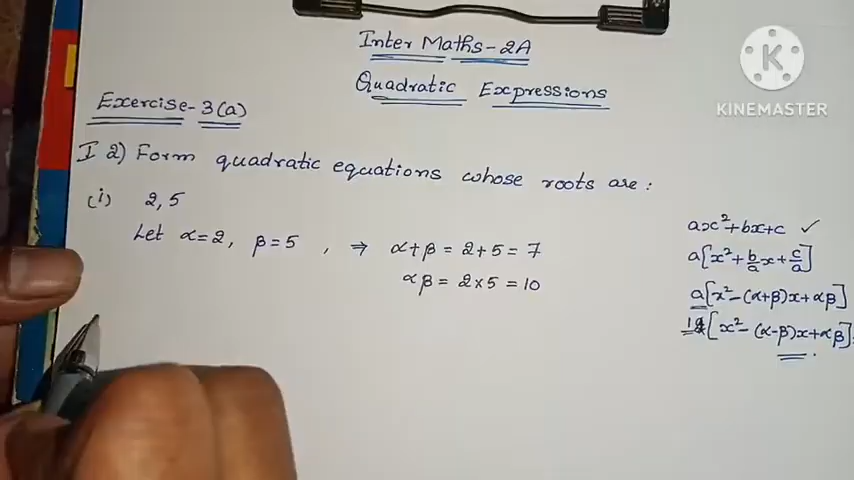 Inter Maths-2A
Quadratic Expressions
K
KINEMASTER
Exercise-3(a)
I 2) Form quadratic equations whose roots are :
(i) 2, 5
Let α=2, β=5 , ⇒ α+β = 2+5 = 7
αβ = 2×5 = 10
ax²+bx+c ✓
a[x²+b/a x+c/a]
a[x²-(α+β)x+αβ]
[x²-(α-β)x+αβ]